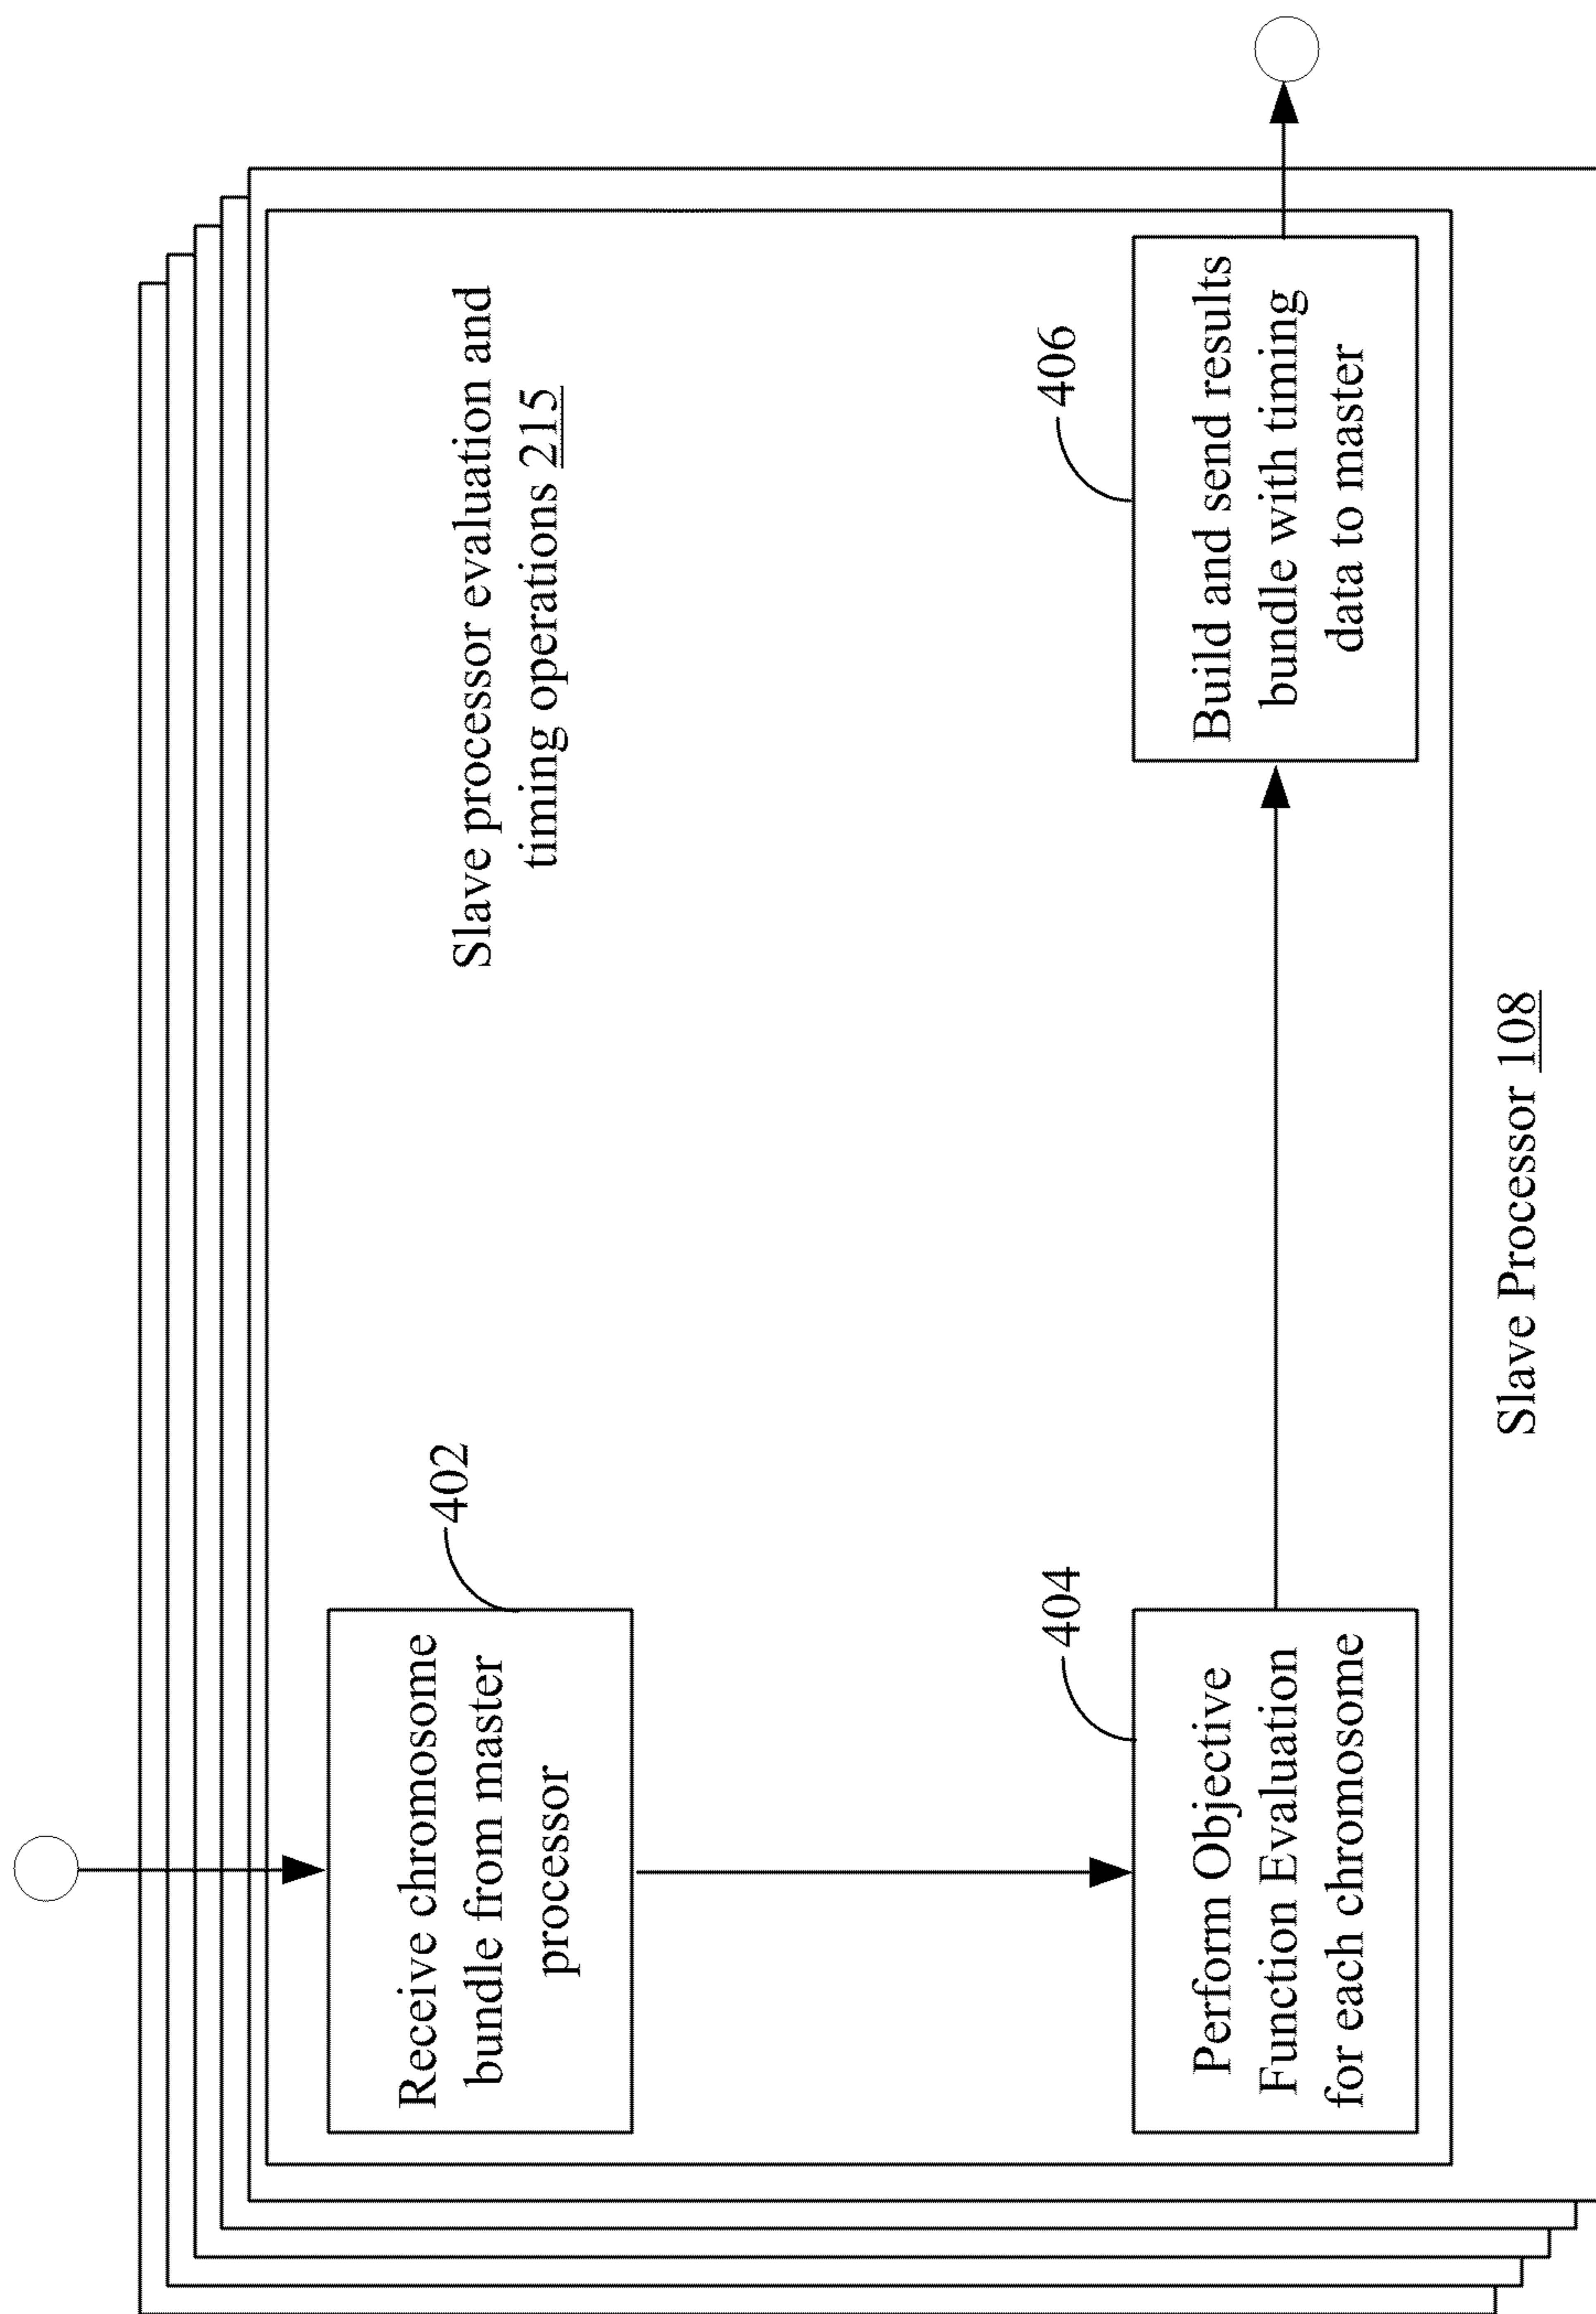 Receive chromosome
bundle from master
processor
402
Slave processor evaluation and
timing operations 215
Perform Objective
Function Evaluation
for each chromosome
404
Build and send results
bundle with timing
data to master
406
Slave Processor 108